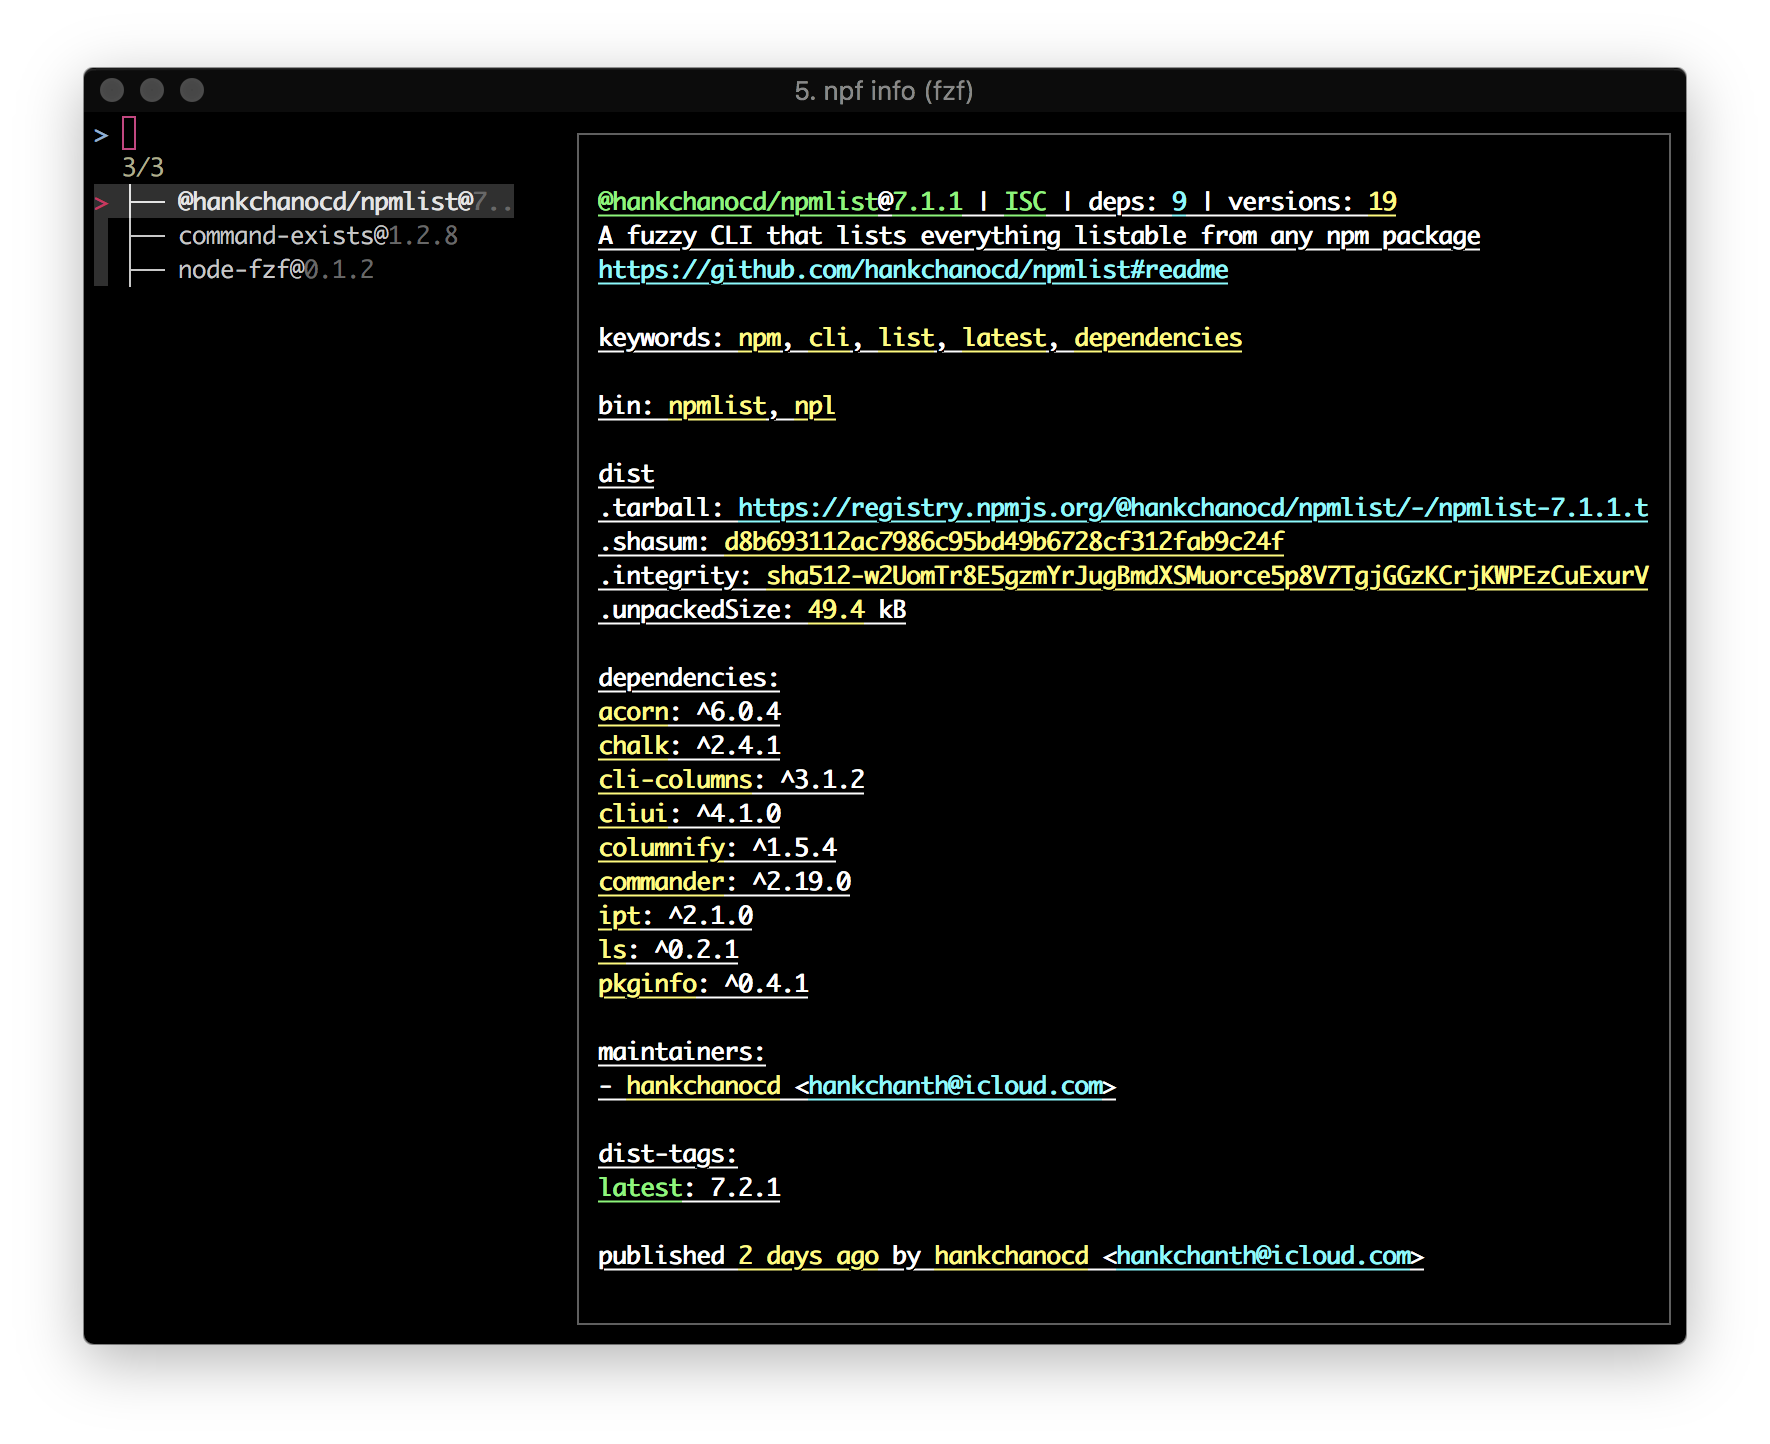 5. npf info (fzf)
>
3/3
> ├── @hankchanocd/npmlist@7..
├── command-exists@1.2.8
├── node-fzf@0.1.2
@hankchanocd/npmlist@7.1.1 | ISC | deps: 9 | versions: 19
A fuzzy CLI that lists everything listable from any npm package
https://github.com/hankchanocd/npmlist#readme
keywords: npm, cli, list, latest, dependencies
bin: npmlist, npl
dist
.tarball: https://registry.npmjs.org/@hankchanocd/npmlist/-/npmlist-7.1.1.t
.shasum: d8b693112ac7986c95bd49b6728cf312fab9c24f
.integrity: sha512-w2UomTr8E5gzmYrJugBmdXSMuorce5p8V7TgjGGzKCrjKWPEzCuExurV
.unpackedSize: 49.4 kB
dependencies:
acorn: ^6.0.4
chalk: ^2.4.1
cli-columns: ^3.1.2
cliui: ^4.1.0
columnify: ^1.5.4
commander: ^2.19.0
ipt: ^2.1.0
ls: ^0.2.1
pkginfo: ^0.4.1
maintainers:
- hankchanocd <hankchanth@icloud.com>
dist-tags:
latest: 7.2.1
published 2 days ago by hankchanocd <hankchanth@icloud.com>